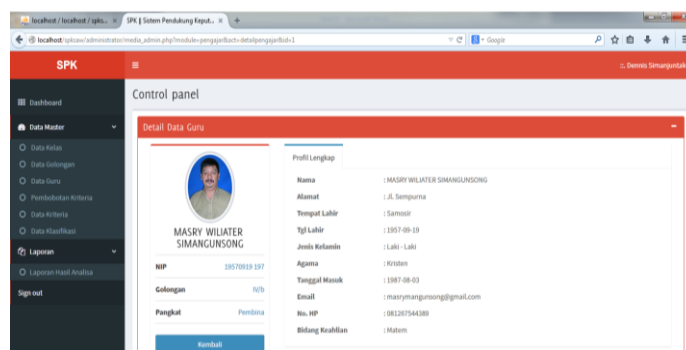 localhost / localhost / spks...
SPK | Sistem Pendukung Keput...
localhost/spksaw/administrator/media_admin.php?module=pengajar&act=detailpengajar&id=1
Google
SPK
:: Dennis Simanjuntak
Dashboard
Data Master
Data Kelas
Data Golongan
Data Guru
Pembobotan Kriteria
Data Kriteria
Data Klasifikasi
Laporan
Laporan Hasil Analisa
Sign out
Control panel
Detail Data Guru
MASRY WILIATER
SIMANGUNSONG
NIP 19570919 197
Golongan IV/b
Pangkat Pembina
Kembali
Profil Lengkap
Nama : MASRY WILIATER SIMANGUNSONG
Alamat : Jl. Sempurna
Tempat Lahir : Samosir
Tgl Lahir : 1957-09-19
Jenis Kelamin : Laki - Laki
Agama : Kristen
Tanggal Masuk : 1987-08-03
Email : masrymangunsong@gmail.com
No. HP : 081267544380
Bidang Keahlian : Matem